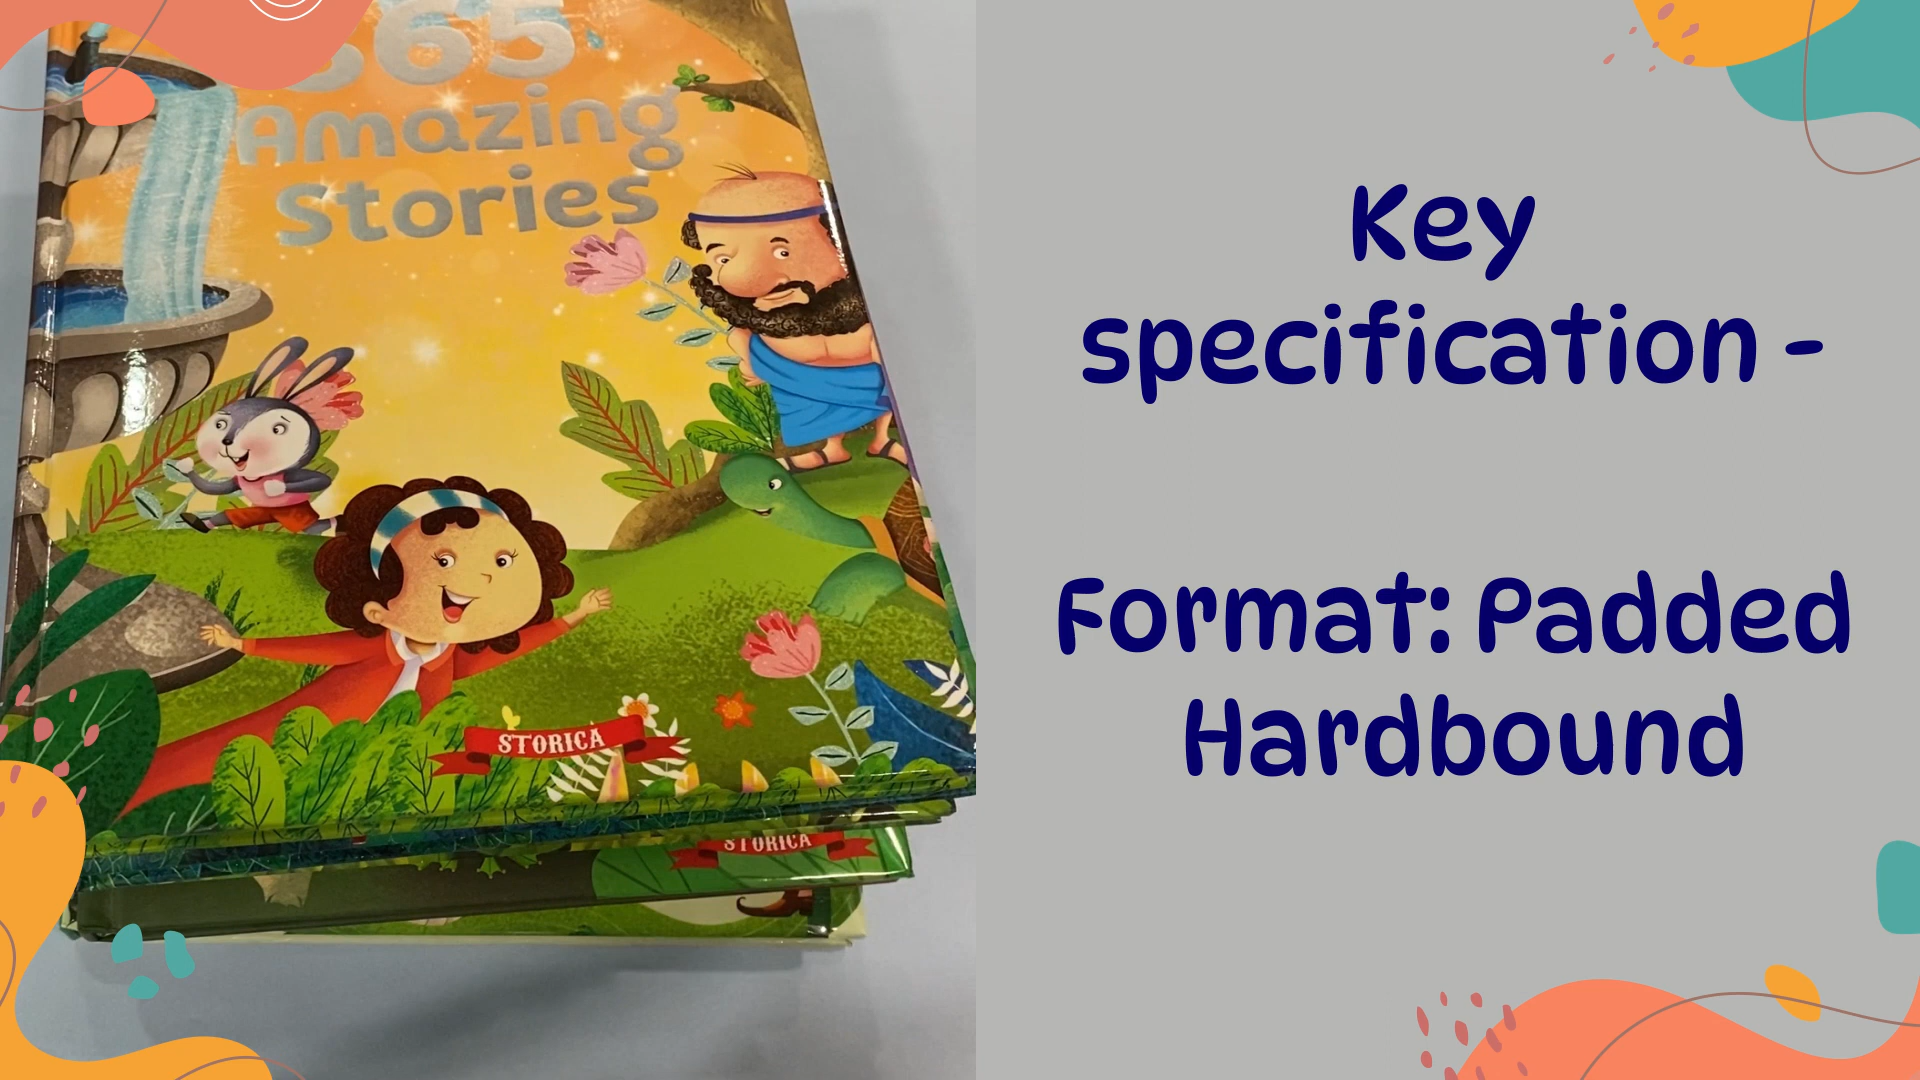 365
Amazing
Stories
STORICA
STORICA
Key
specification -
Format: Padded
Hardbound